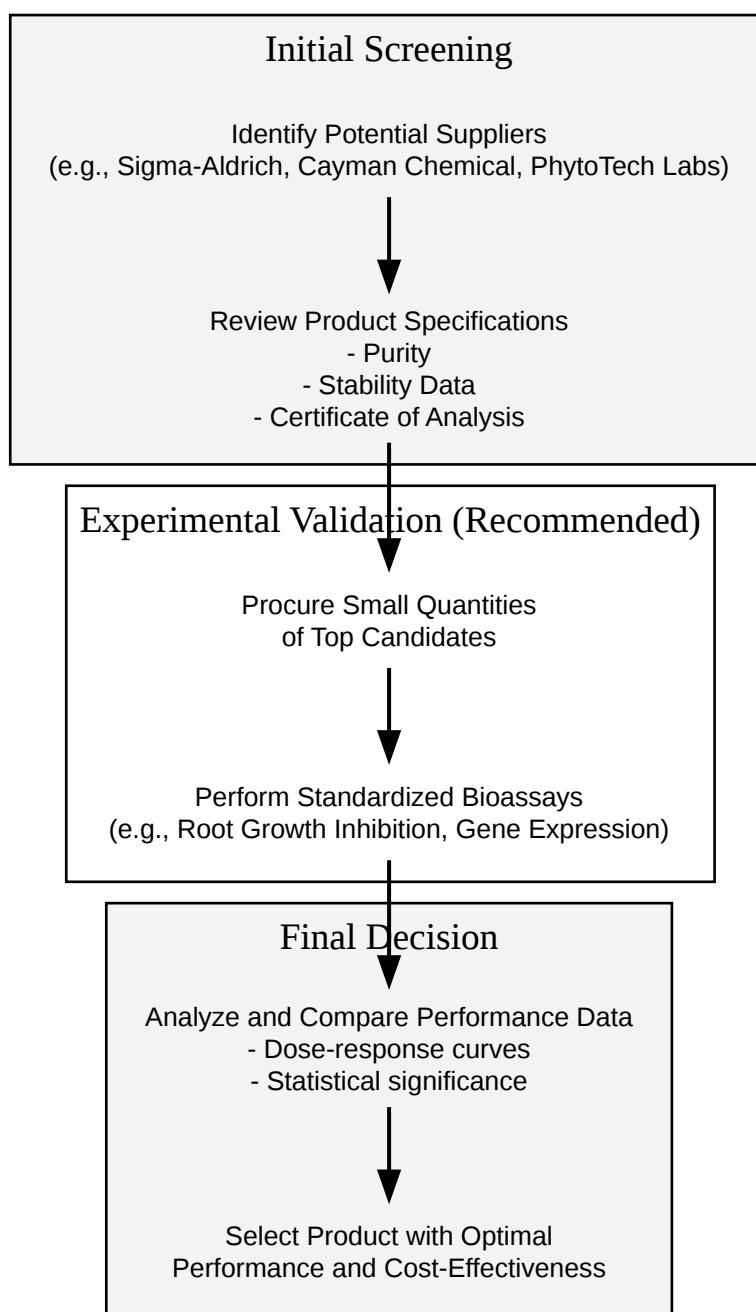 Initial Screening
Identify Potential Suppliers
(e.g., Sigma-Aldrich, Cayman Chemical, PhytoTech Labs)
Review Product Specifications
- Purity
- Stability Data
- Certificate of Analysis
Experimental Validation (Recommended)
Procure Small Quantities
of Top Candidates
Perform Standardized Bioassays
(e.g., Root Growth Inhibition, Gene Expression)
Final Decision
Analyze and Compare Performance Data
- Dose-response curves
- Statistical significance
Select Product with Optimal
Performance and Cost-Effectiveness